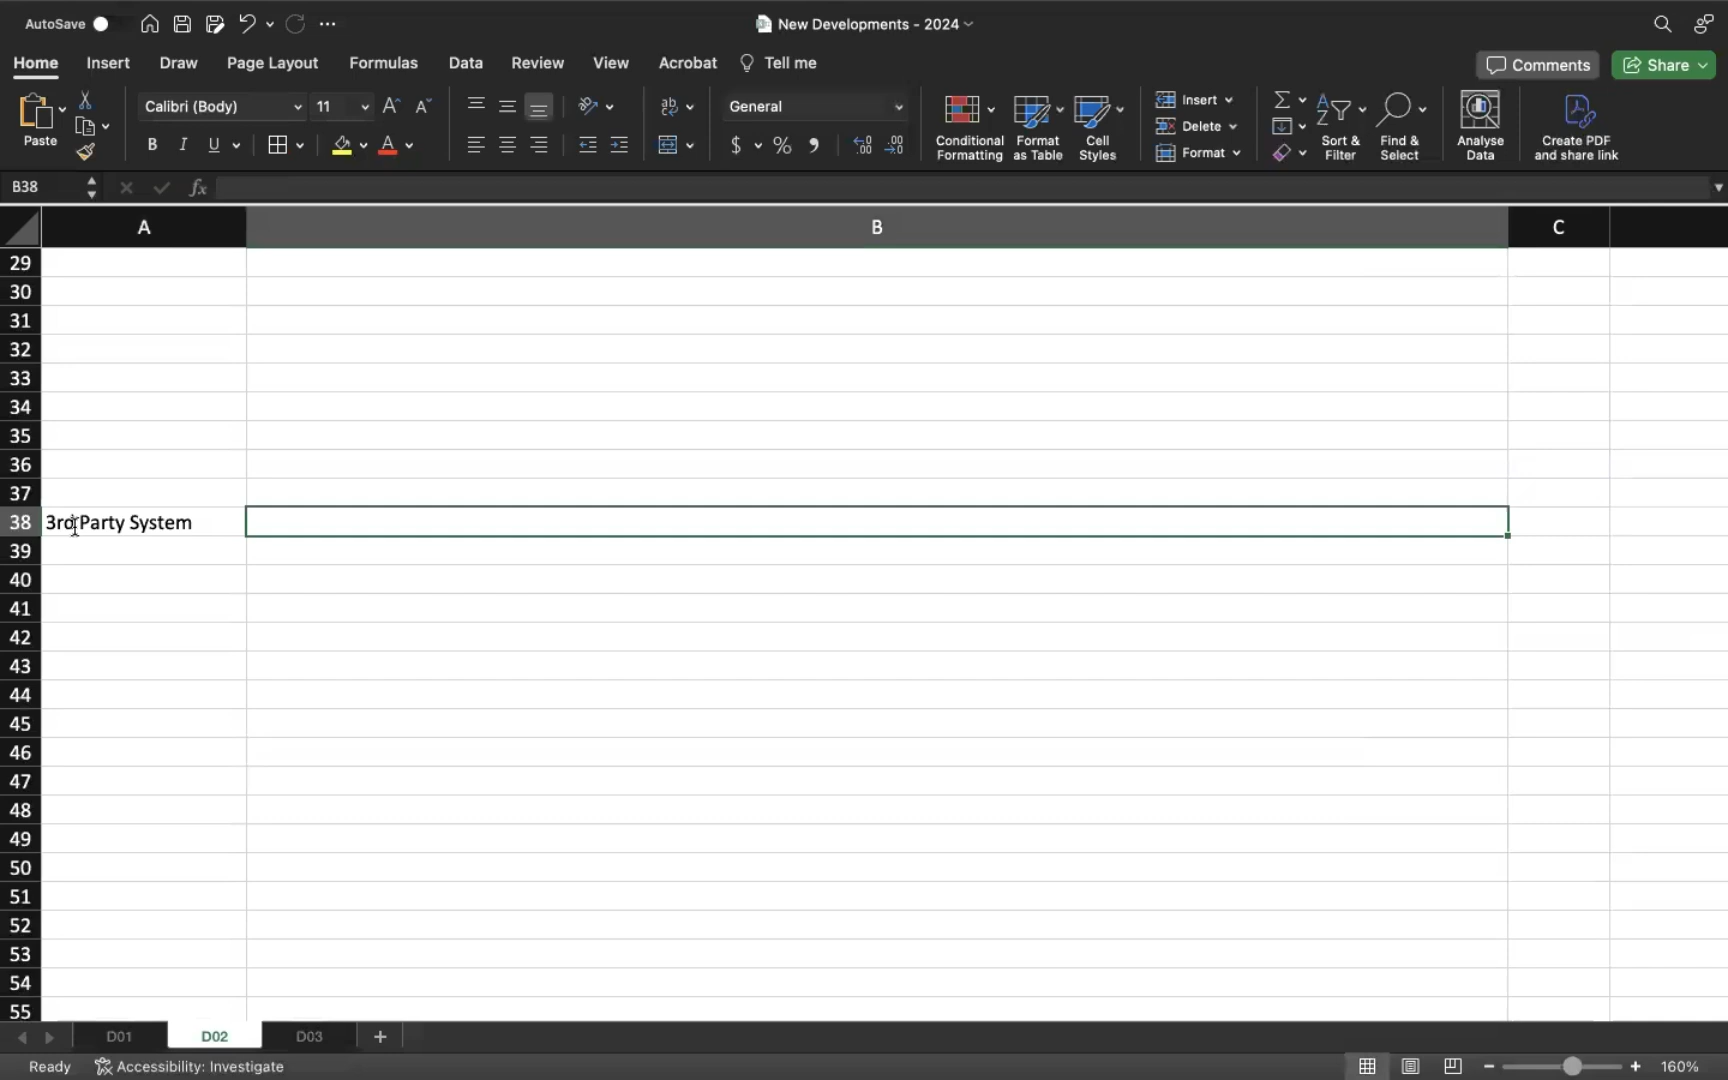 AutoSave
New Developments - 2024
Home Insert Draw Page Layout Formulas Data Review View Acrobat Tell me
Comments
Share
Paste
Calibri (Body) 11
B I U A
ab
General
$ % 9
Conditional Formatting
Format as Table
Cell Styles
Insert
Delete
Format
Sort & Filter
Find & Select
Analyse Data
Create PDF and share link
B38 fx
A B C
29
30
31
32
33
34
35
36
37
38 3rd Party System
39
40
41
42
43
44
45
46
47
48
49
50
51
52
53
54
55
D01 D02 D03 +
Ready Accessibility: Investigate
160%